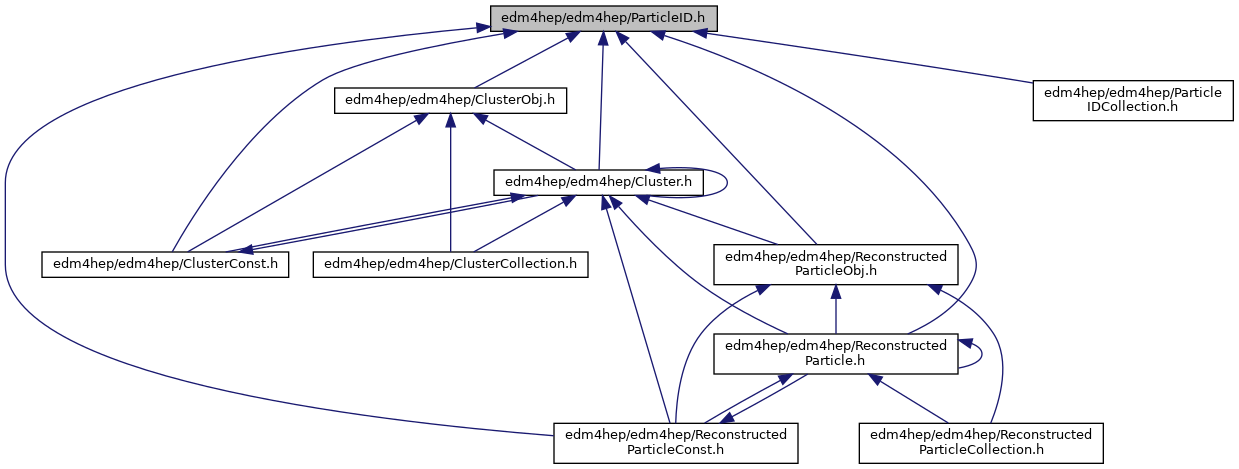 edm4hep/edm4hep/ParticleID.h
edm4hep/edm4hep/Particle
IDCollection.h
edm4hep/edm4hep/ClusterObj.h
edm4hep/edm4hep/Cluster.h
edm4hep/edm4hep/ClusterConst.h
edm4hep/edm4hep/ClusterCollection.h
edm4hep/edm4hep/Reconstructed
ParticleObj.h
edm4hep/edm4hep/Reconstructed
Particle.h
edm4hep/edm4hep/Reconstructed
ParticleConst.h
edm4hep/edm4hep/Reconstructed
ParticleCollection.h